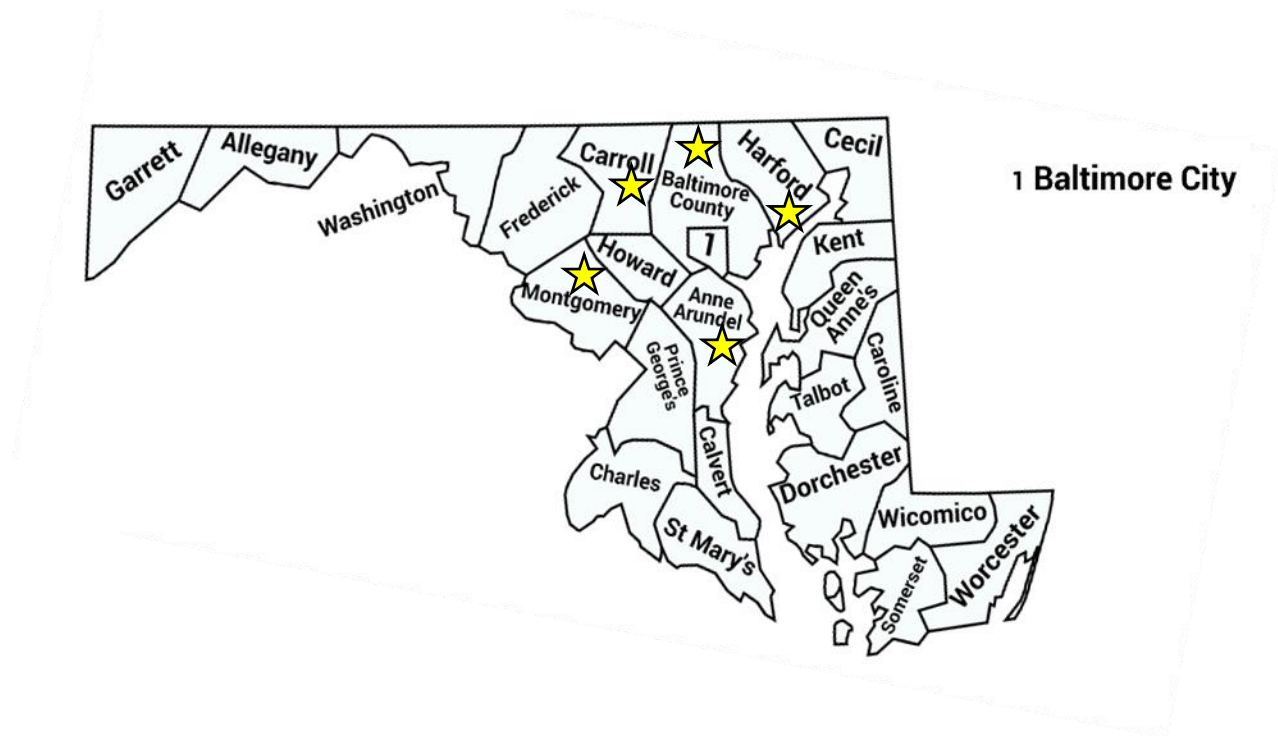 Garrett
Allegany
Washington
Frederick
Carroll
Baltimore
County
Harford
Cecil
1 Baltimore City
1
Howard
Montgomery
Anne
Arundel
Prince
George's
Kent
Queen
Anne's
Caroline
Talbot
Calvert
Charles
St Mary's
Dorchester
Wicomico
Worcester
Somerset